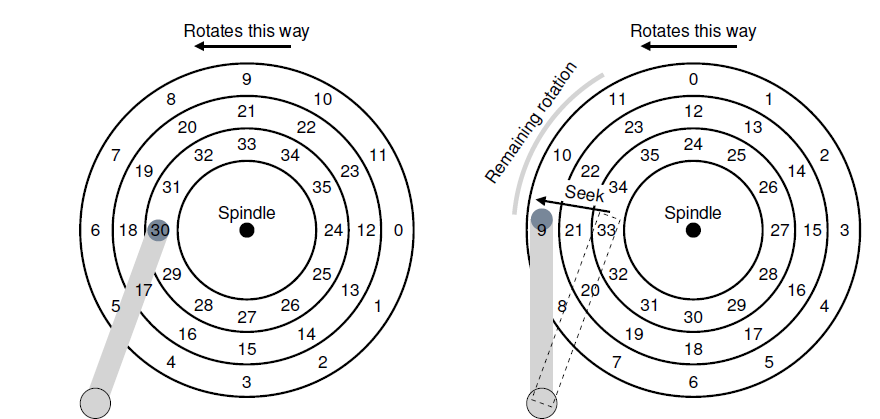 Rotates this way
9
8 10
21
20 22
33
7 32 34 11
19 23
31 35
Spindle
6 18 30 24 12 0
29 25
17 13
5 28 26 1
27
16 14
15
4 2
3
Rotates this way
Remaining rotation
0
11 1
12
23 13
24
10 35 25 2
22 14
Seek
34 26
Spindle
9 21 33 27 15 3
32 28
20 16
8 31 29 4
30
19 17
18
7 5
6